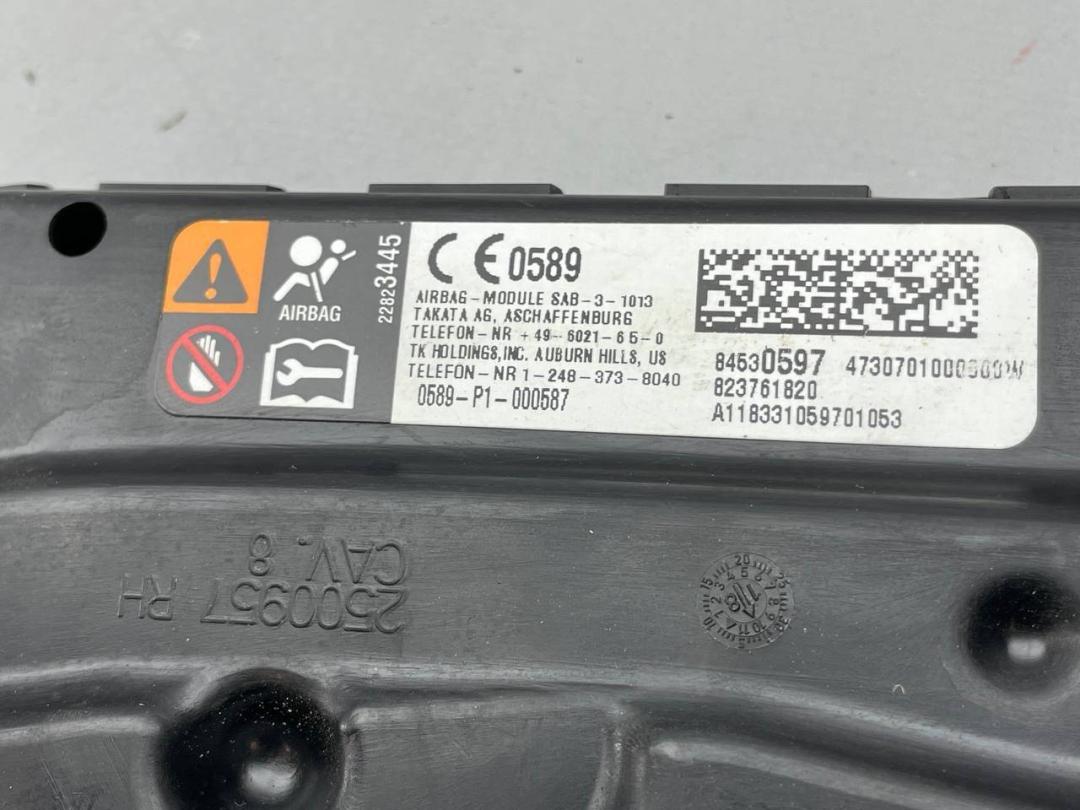 AIRBAG
22823445
CE 0589
AIRBAG-MODULE SAB-3-1013
TAKATA AG, ASCHAFFENBURG
TELEFON-NR +49-6021-65-0
TK HOLDINGS, INC. AUBURN HILLS, US
TELEFON-NR 1-248-373-8040
0589-P1-000587
84530597
823761820
A118331059701053
2500957 RH
CAV. 8